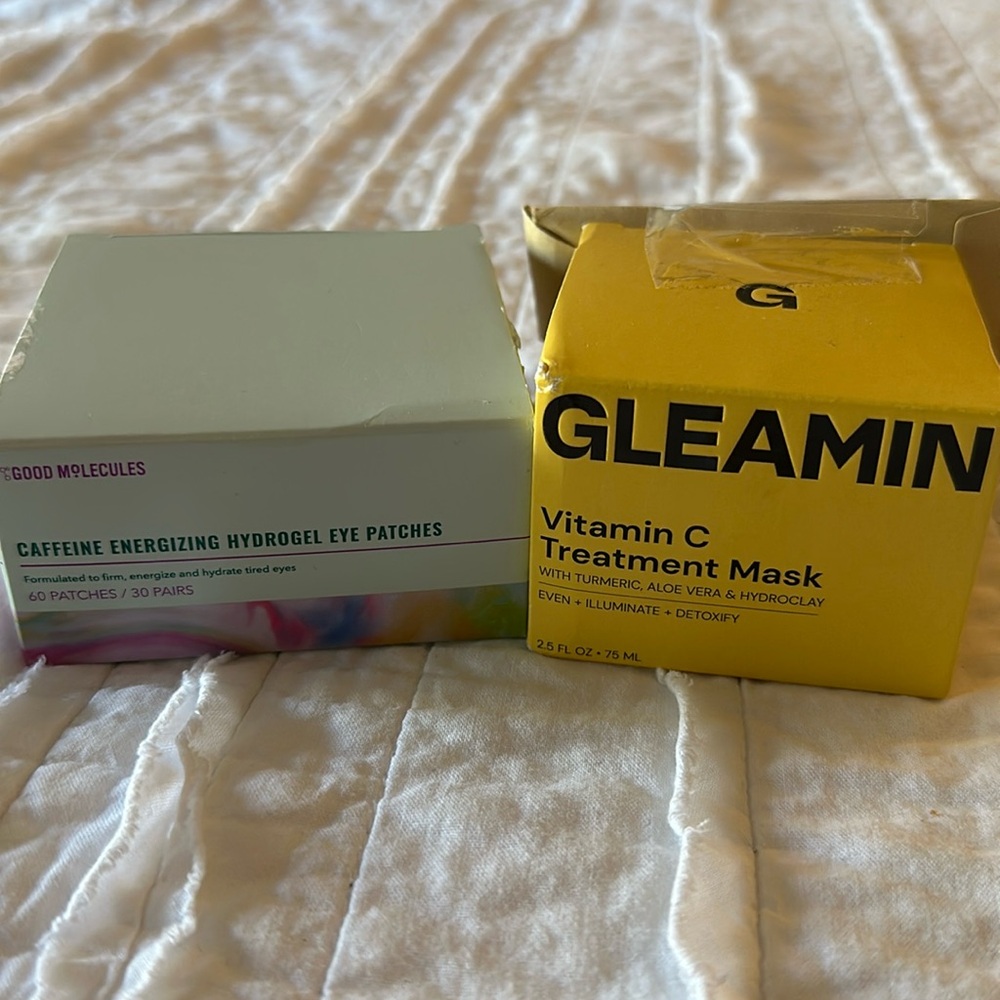 GOOD MOLECULES
CAFFEINE ENERGIZING HYDROGEL EYE PATCHES
Formulated to firm, energize and hydrate tired eyes
60 PATCHES / 30 PAIRS
G
GLEAMIN
Vitamin C
Treatment Mask
WITH TURMERIC, ALOE VERA & HYDROCLAY
EVEN + ILLUMINATE + DETOXIFY
2.5 FL OZ • 75 ML